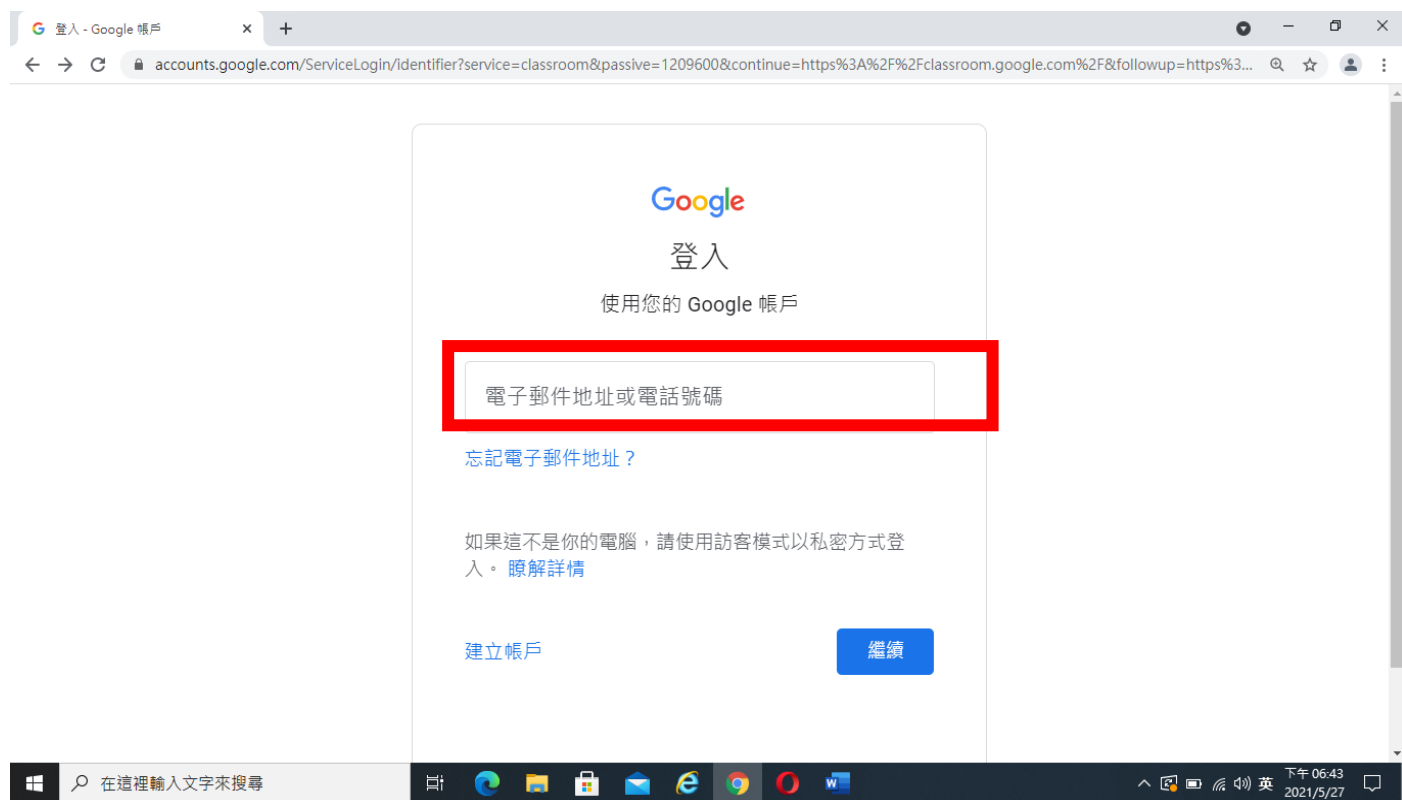 登入 - Google 帳戶
accounts.google.com/ServiceLogin/identifier?service=classroom&passive=1209600&continue=https%3A%2F%2Fclassroom.google.com%2F&followup=https%3...
Google
登入
使用您的 Google 帳戶
電子郵件地址或電話號碼
忘記電子郵件地址？
如果這不是你的電腦，請使用訪客模式以私密方式登
入。 瞭解詳情
建立帳戶
繼續
在這裡輸入文字來搜尋
英
下午 06:43
2021/5/27